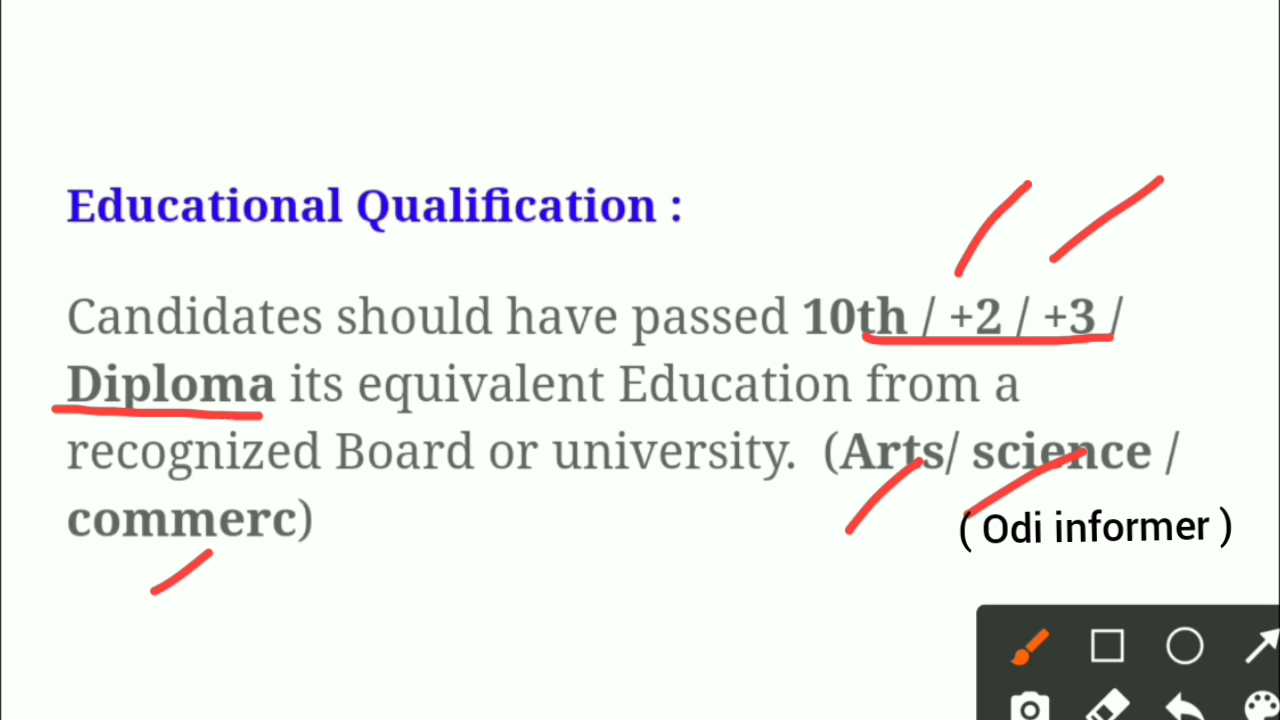 Educational Qualification :
Candidates should have passed 10th / +2 / +3 /
Diploma its equivalent Education from a
recognized Board or university. (Arts/ science /
commerc)
( Odi informer )